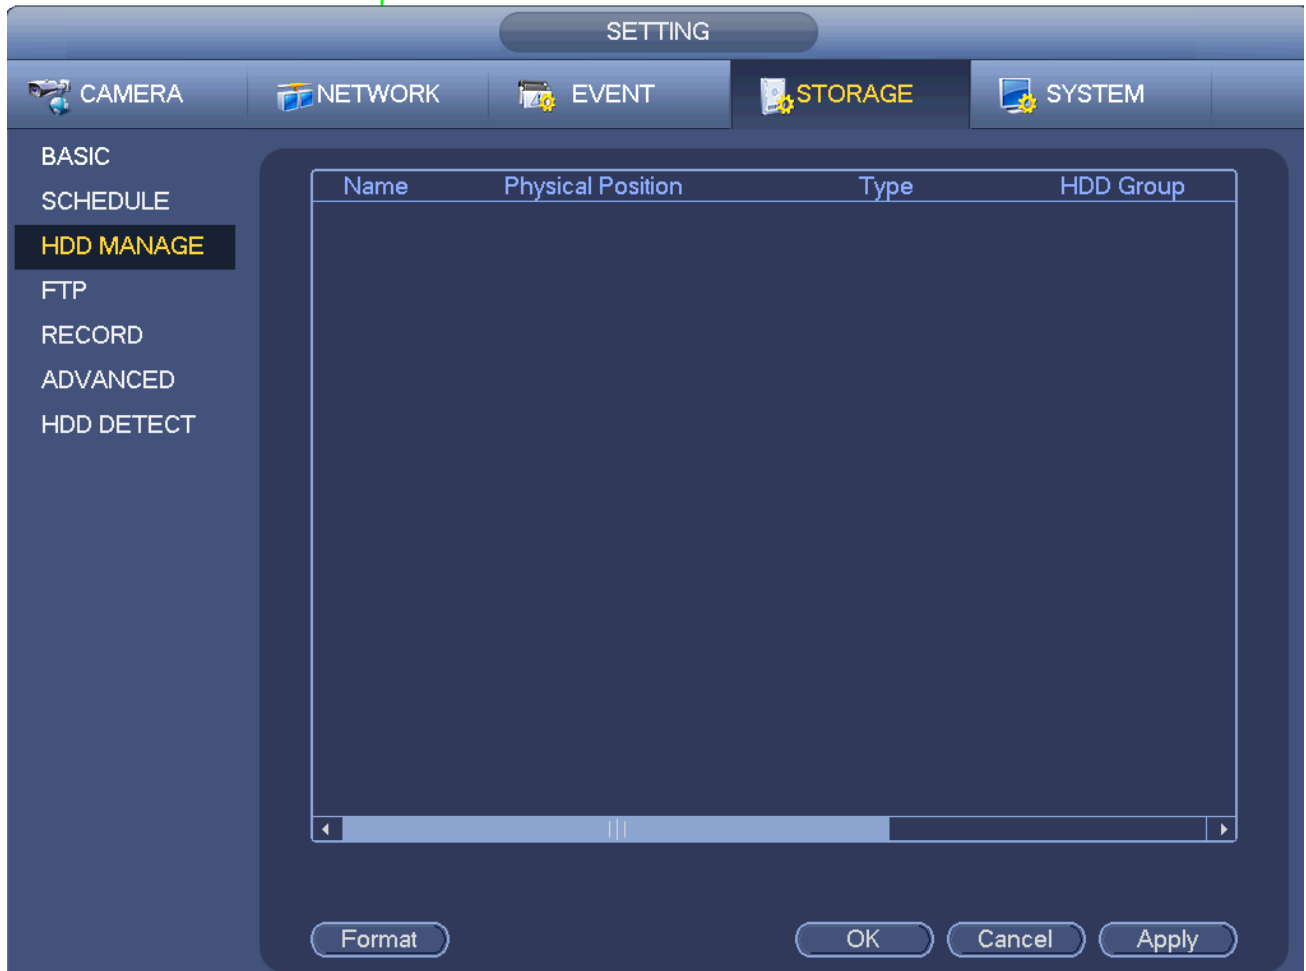 SETTING
CAMERA NETWORK EVENT STORAGE SYSTEM
BASIC
SCHEDULE
HDD MANAGE
FTP
RECORD
ADVANCED
HDD DETECT
Name Physical Position Type HDD Group
Format OK Cancel Apply